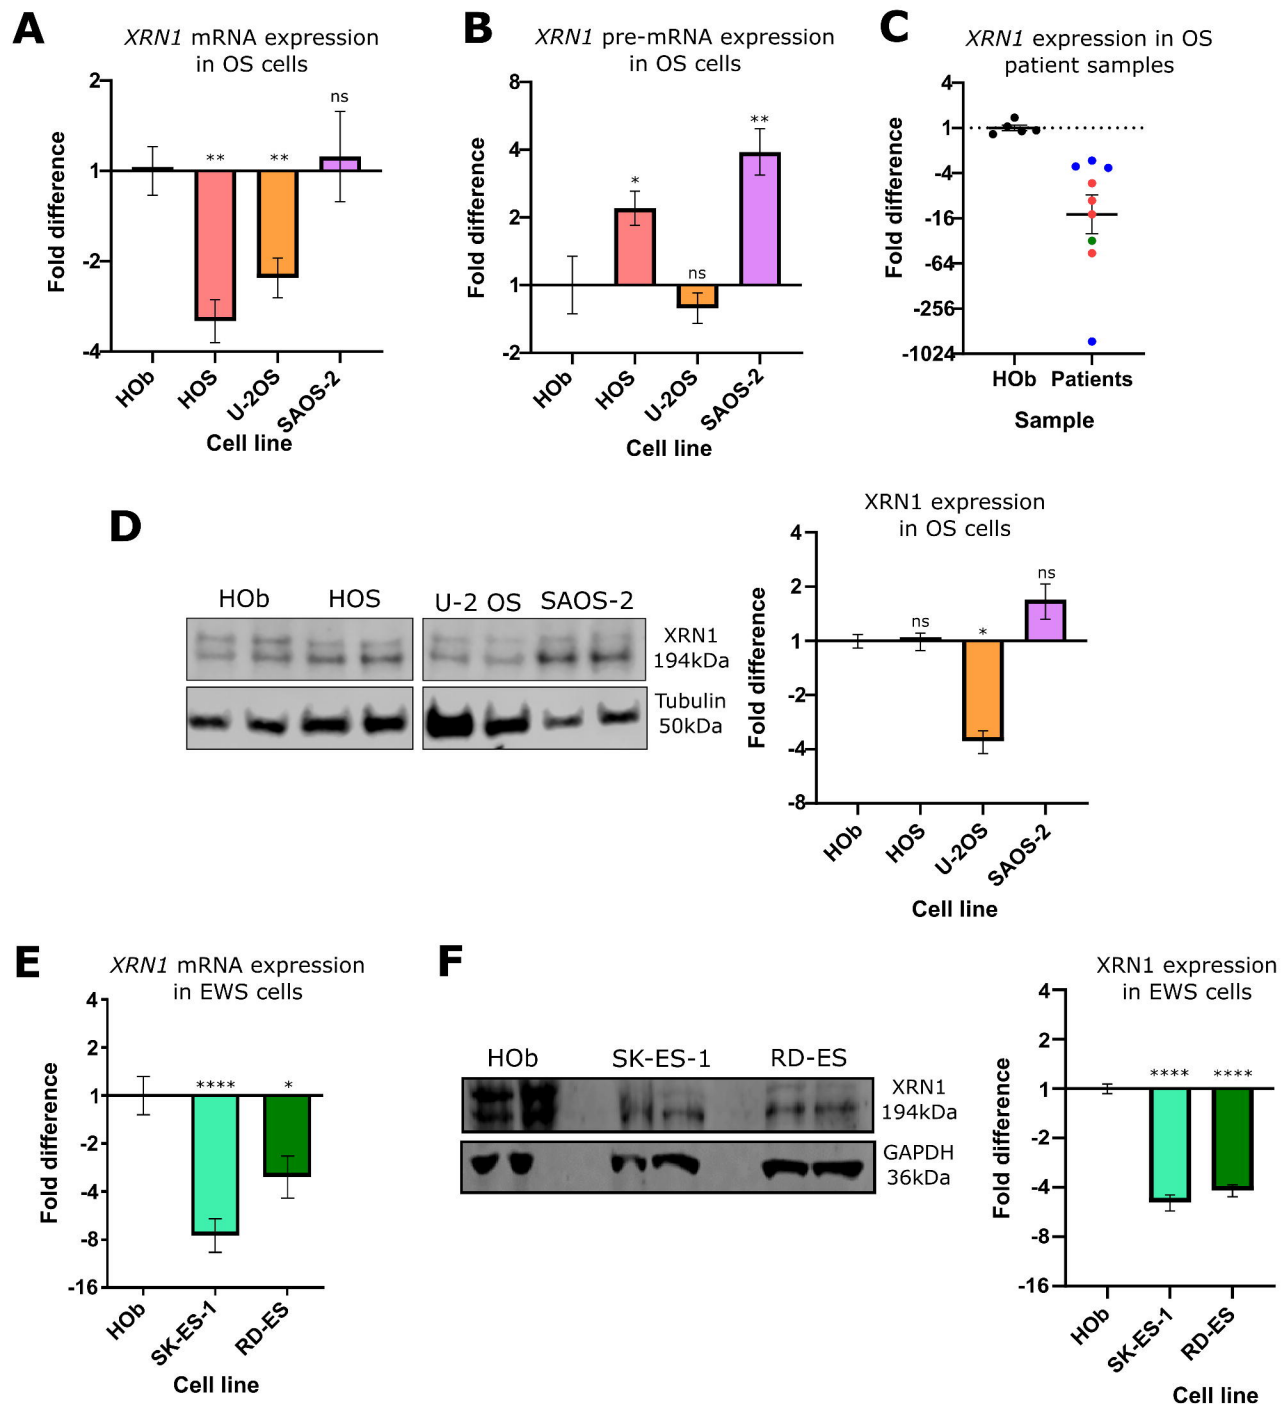 A
XRN1 mRNA expression
in OS cells
Fold difference
2
1
-2
-4
**
**
ns
HOb
HOS
U-2OS
SAOS-2
Cell line
B
XRN1 pre-mRNA expression
in OS cells
Fold difference
8
4
2
1
-2
*
ns
**
HOb
HOS
U-2OS
SAOS-2
Cell line
C
XRN1 expression in OS
patient samples
Fold difference
4
1
-4
-16
-64
-256
-1024
HOb Patients
Sample
D
HOb HOS U-2 OS SAOS-2
XRN1
194kDa
Tubulin
50kDa
XRN1 expression
in OS cells
Fold difference
4
2
1
-2
-4
-8
ns
*
ns
HOb
HOS
U-2OS
SAOS-2
Cell line
E
XRN1 mRNA expression
in EWS cells
Fold difference
4
2
1
-2
-4
-8
-16
****
*
HOb
SK-ES-1
RD-ES
Cell line
F
HOb SK-ES-1 RD-ES
XRN1
194kDa
GAPDH
36kDa
XRN1 expression
in EWS cells
Fold difference
4
2
1
-2
-4
-8
-16
****
****
HOb
SK-ES-1
RD-ES
Cell line